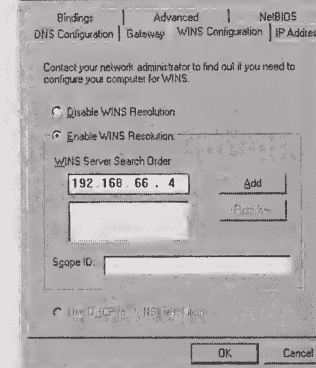 Bindings Advanced NetBIOS
DNS Configuration Gateway WINS Configuration IP Addres
Contact your network administrator to find out if you need to
configure your computer for WINS.
Disable WINS Resolution
Enable WINS Resolution:
WINS Server Search Order
192 .168 .66 . 4 Add
Remove
Scope ID:
OK Cancel